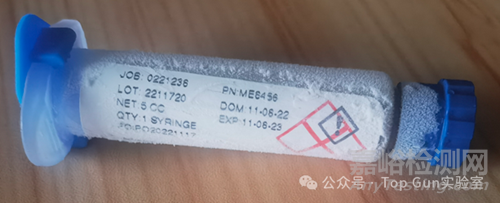 JOB: 0221236
LOT 2211720
NET 5 CC
QTY 1 SYRINGE
PN:ME8456
DOM 11-08-22
EXP 11-08-23
嘉峪检测网
公众号 · Top Gun实验室